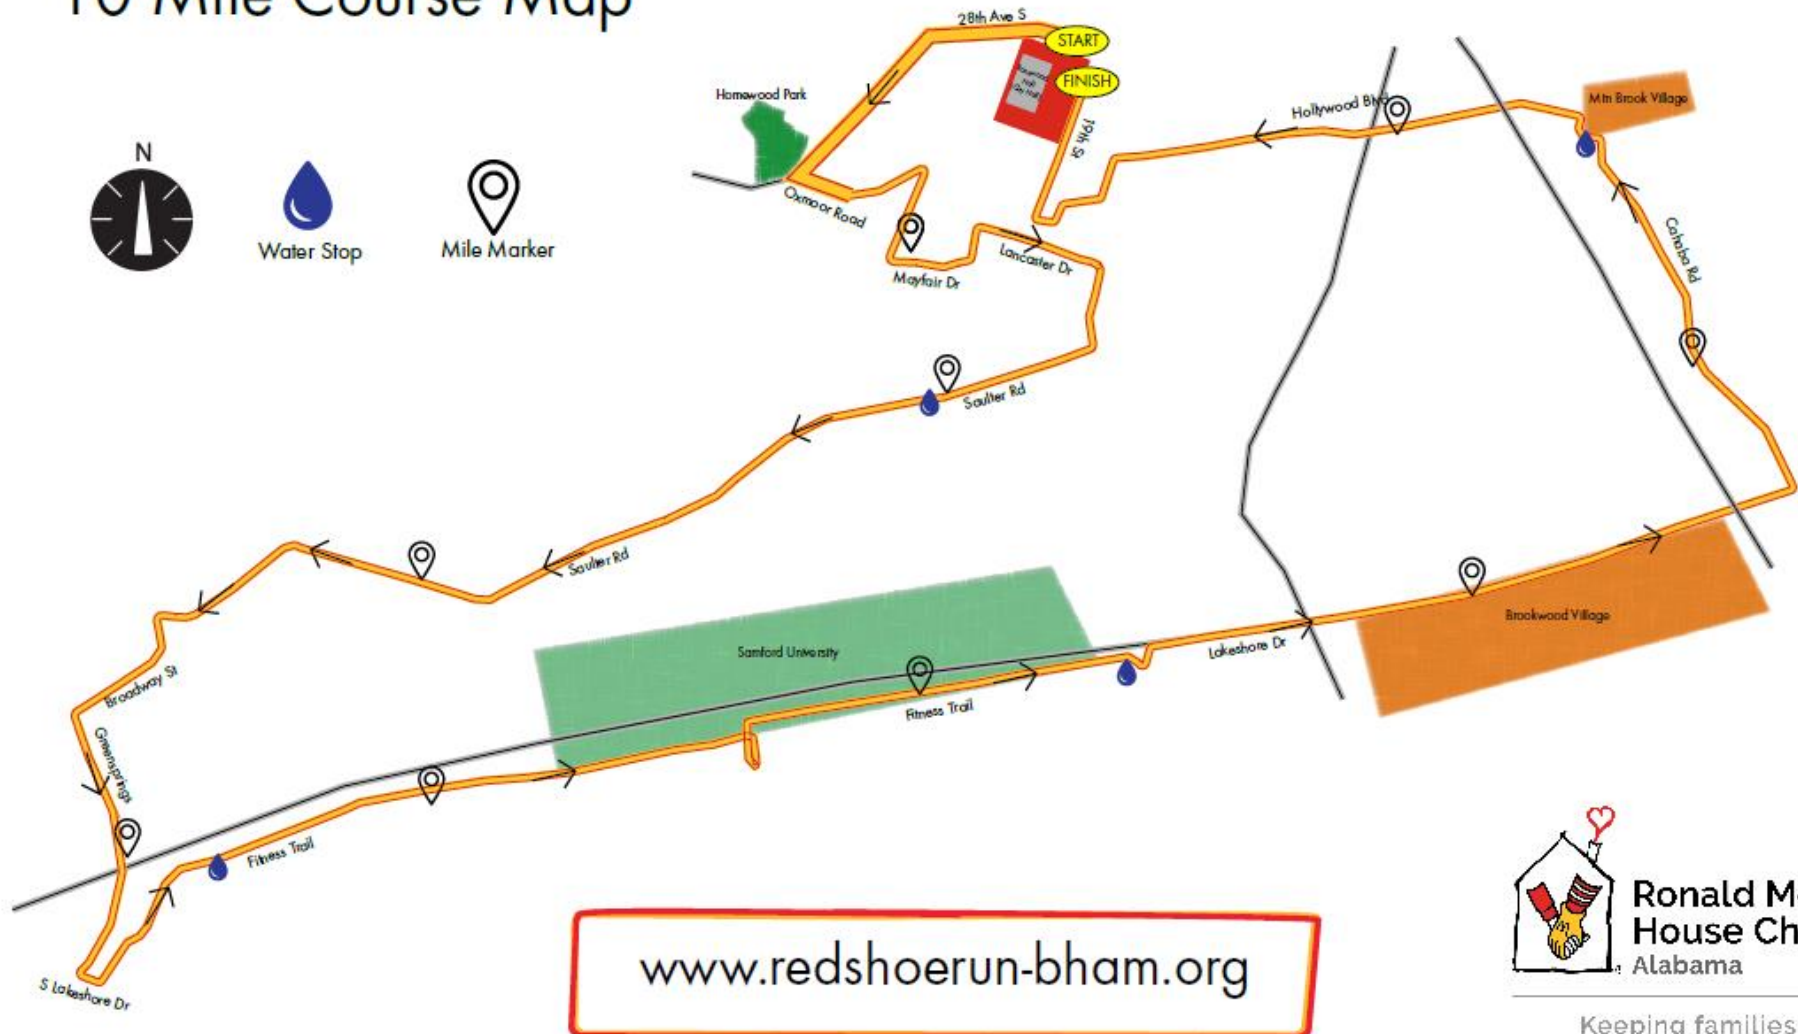 10 Mile Course Map
28th Ave S
START
FINISH
Homewood Park
19th St
Hollywood Blvd
Mtn Brook Village
N
Water Stop
Mile Marker
Oxmoor Road
Mayfair Dr
Lancaster Dr
Cahaba Rd
Saulter Rd
Saulter Rd
Samford University
Brookwood Village
Lakeshore Dr
Broadway St
Greensprings
Fitness Trail
Fitness Trail
S Lakeshore Dr
www.redshoerun-bham.org
Ronald M
House Ch
Alabama
Keeping families